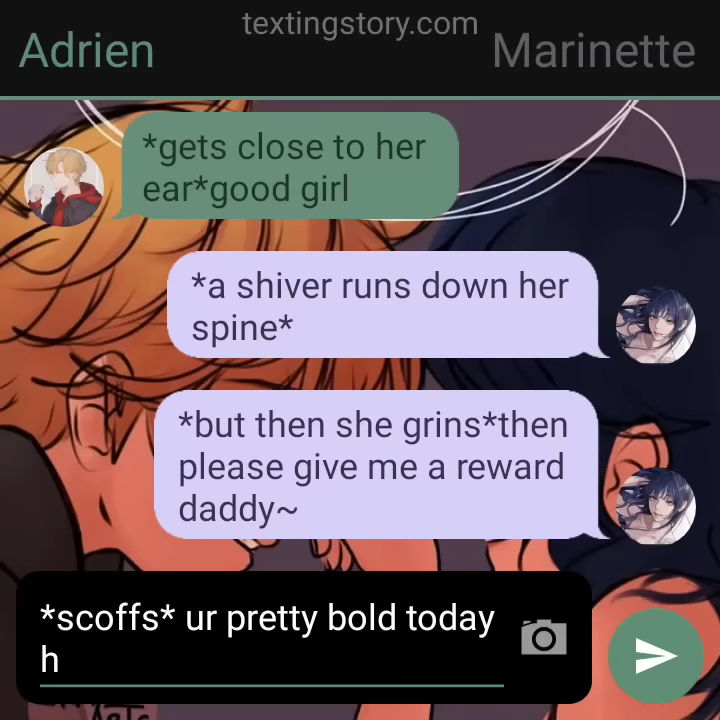 textingstory.com
Adrien
Marinette
*gets close to her
ear*good girl
*a shiver runs down her
spine*
*but then she grins*then
please give me a reward
daddy~
*scoffs* ur pretty bold today
h